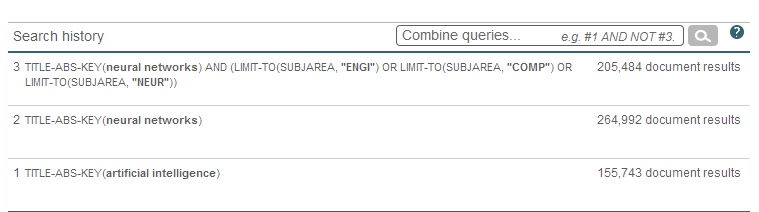 Search history
Combine queries... e.g. #1 AND NOT #3.
?
3 TITLE-ABS-KEY(neural networks) AND (LIMIT-TO(SUBJAREA, "ENGI") OR LIMIT-TO(SUBJAREA, "COMP") OR 205,484 document results
LIMIT-TO(SUBJAREA, "NEUR"))
2 TITLE-ABS-KEY(neural networks) 264,992 document results
1 TITLE-ABS-KEY(artificial intelligence) 155,743 document results